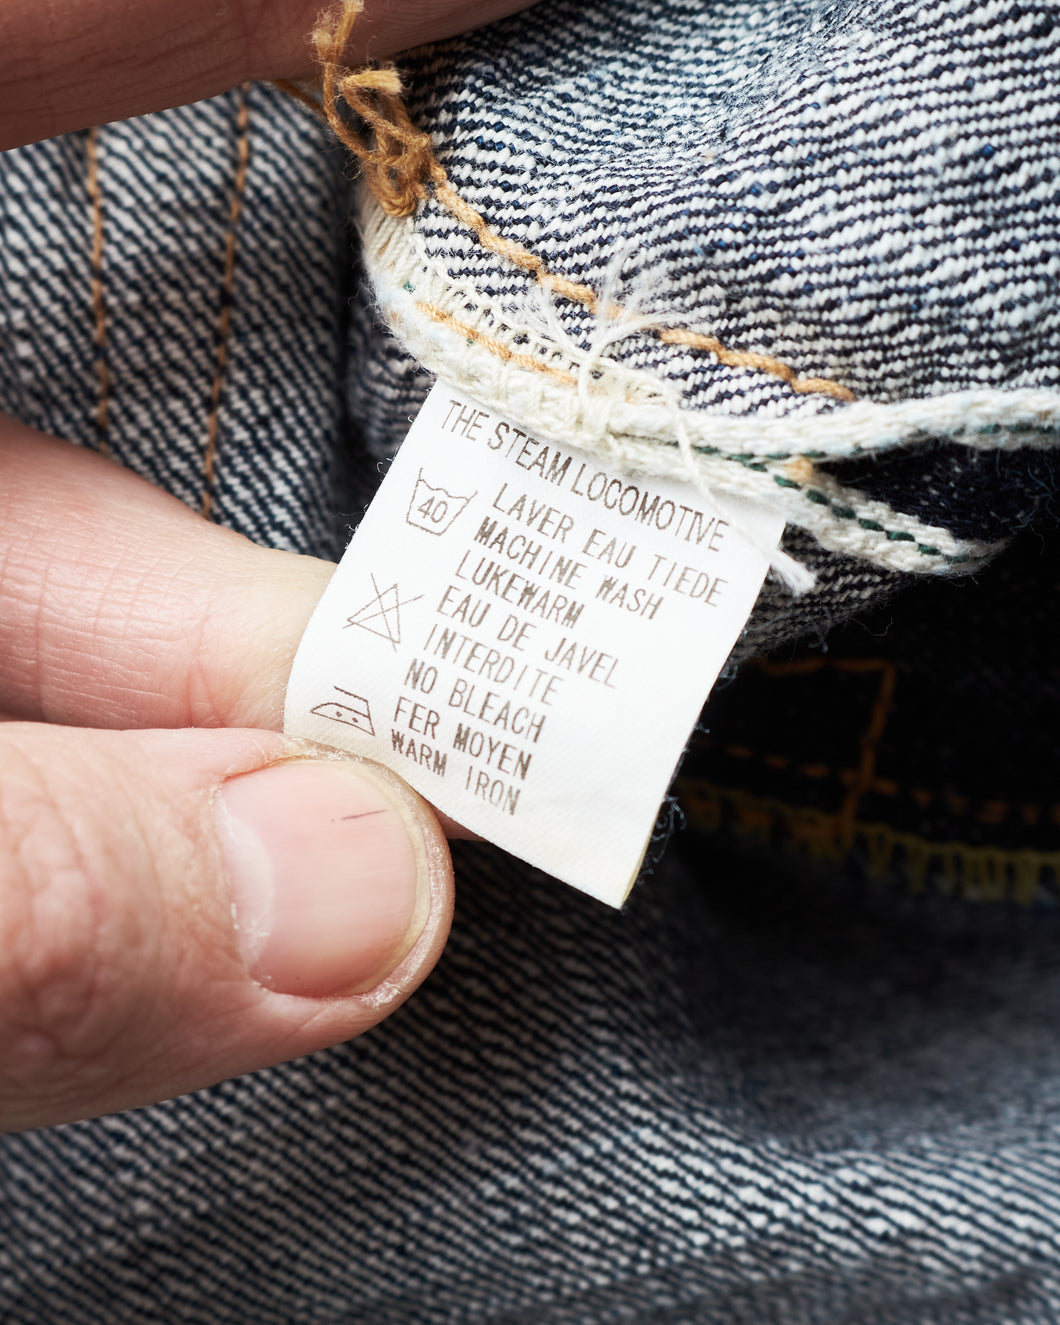 THE STEAM LOCOMOTIVE
40
LAVER EAU TIEDE
MACHINE WASH
LUKEWARM
EAU DE JAVEL
INTERDITE
NO BLEACH
FER MOYEN
WARM IRON